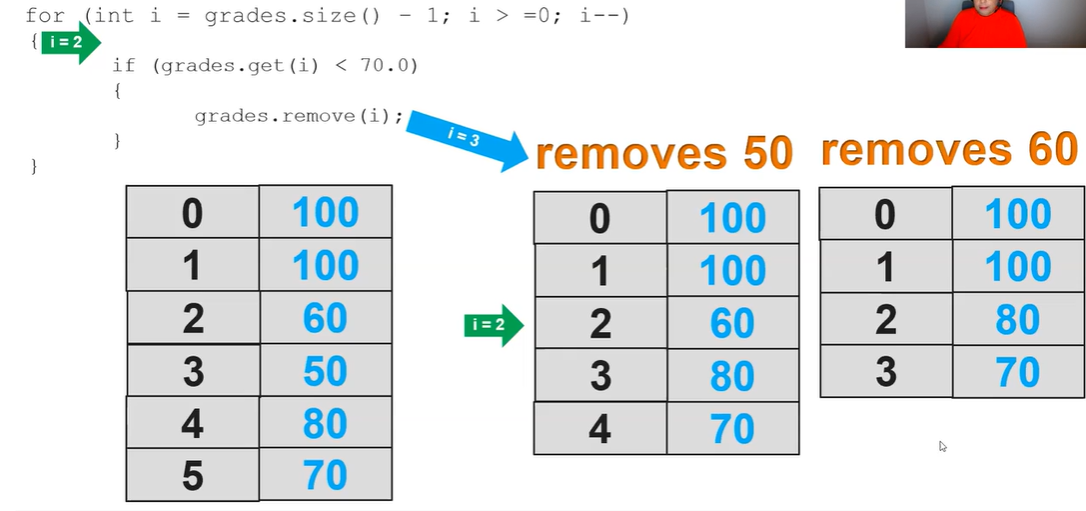 for (int i = grades.size() - 1; i > =0; i--)
{ i = 2
if (grades.get(i) < 70.0)
{
grades.remove(i);
i = 3
}
}
removes 50
removes 60
0 100
1 100
2 60
3 50
4 80
5 70
i = 2
0 100
1 100
2 60
3 80
4 70
0 100
1 100
2 80
3 70